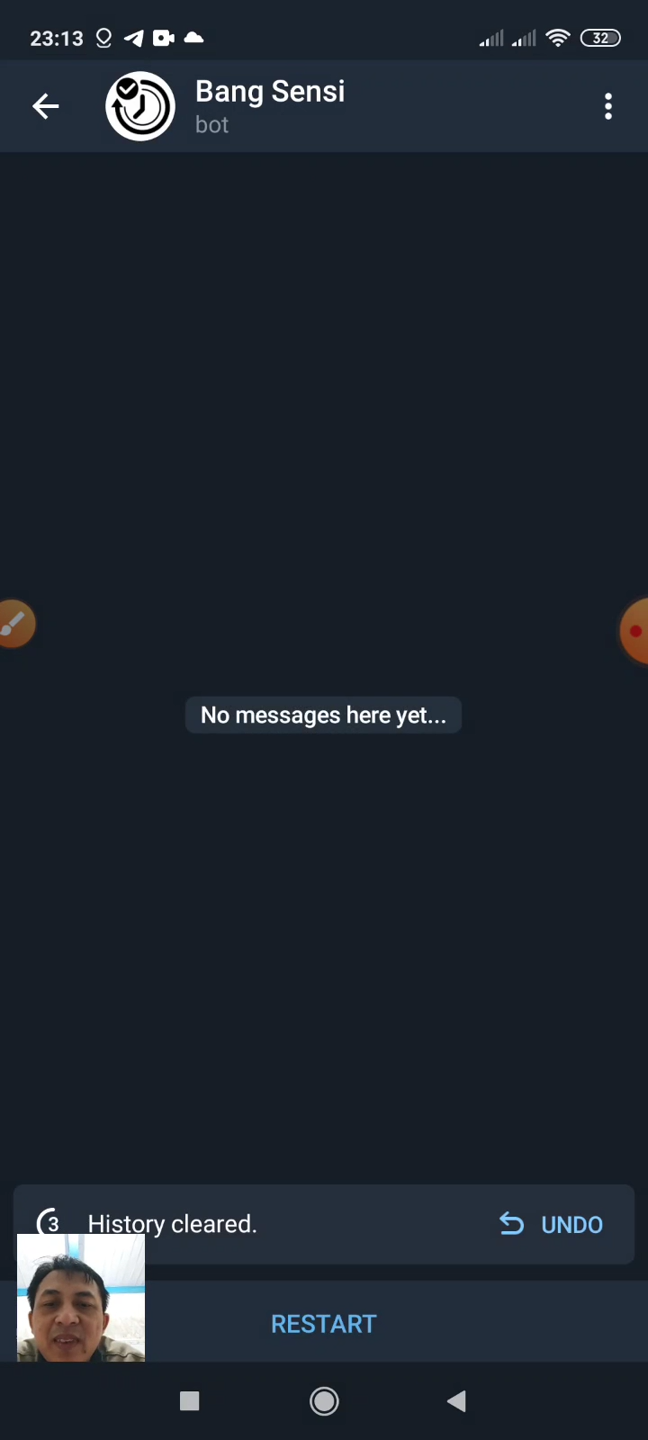 23:13
32
Bang Sensi
bot
No messages here yet...
3 History cleared. UNDO
RESTART